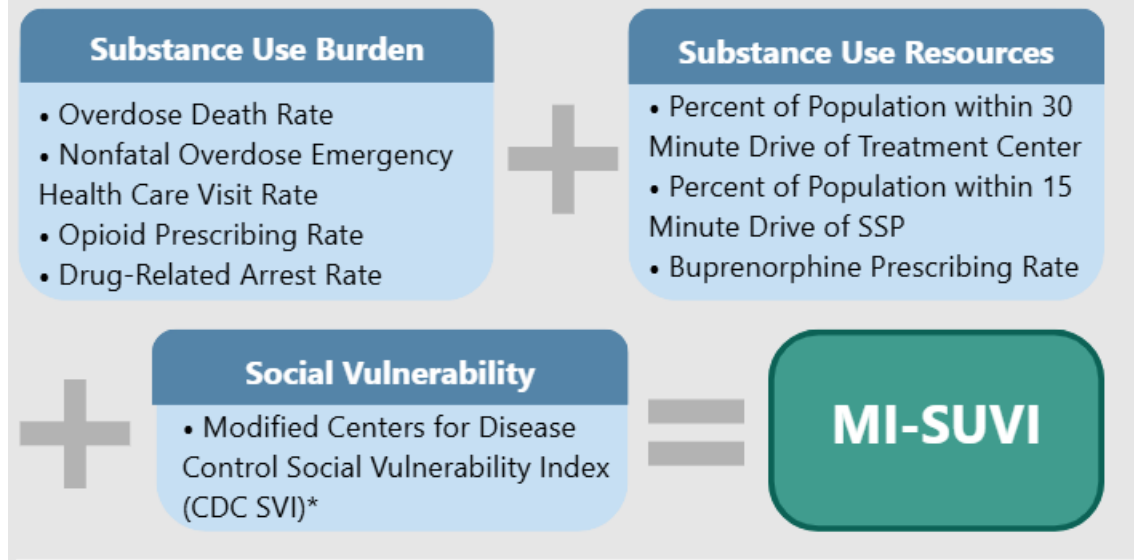 Substance Use Burden
• Overdose Death Rate
• Nonfatal Overdose Emergency
Health Care Visit Rate
• Opioid Prescribing Rate
• Drug-Related Arrest Rate
+
Substance Use Resources
• Percent of Population within 30
Minute Drive of Treatment Center
• Percent of Population within 15
Minute Drive of SSP
• Buprenorphine Prescribing Rate
+
Social Vulnerability
• Modified Centers for Disease
Control Social Vulnerability Index
(CDC SVI)*
=
MI-SUVI